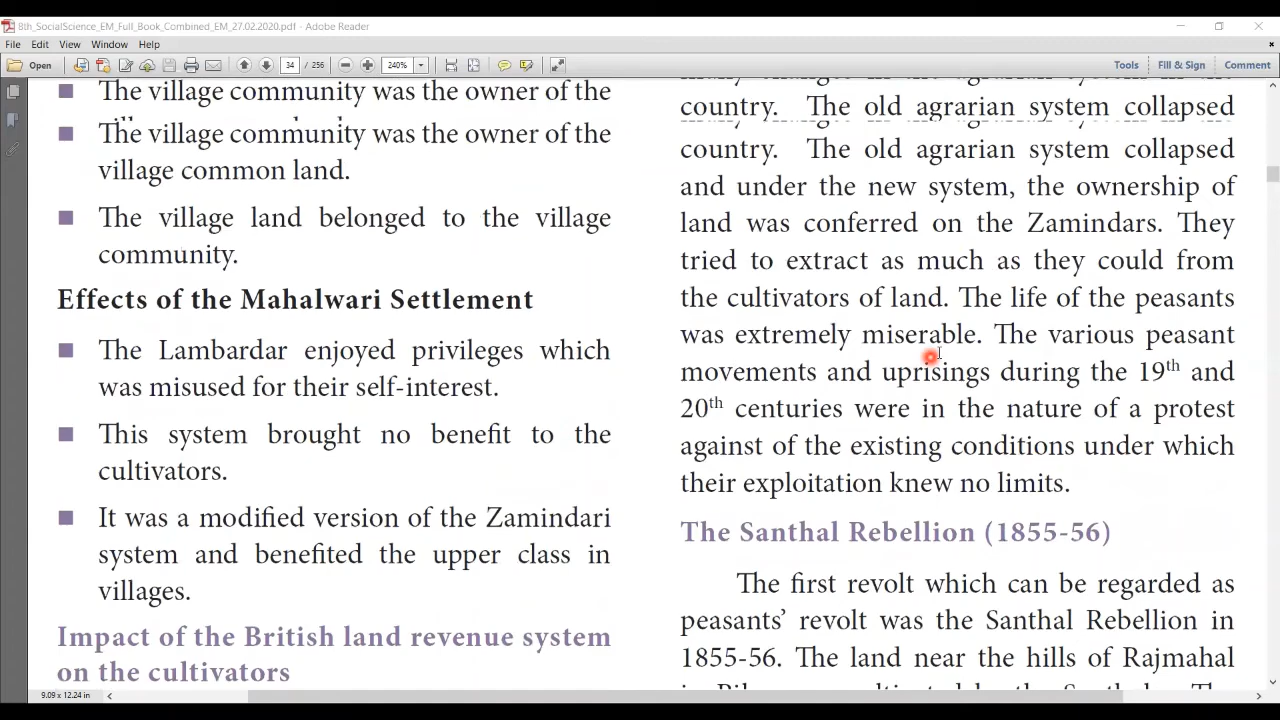 8th_SocialScience_EM_Full_Book_Combined_EM_27.02.2020.pdf - Adobe Reader
File Edit View Window Help
Open 34 / 256 240% Tools Fill & Sign Comment
The village community was the owner of the
The village community was the owner of the
village common land.
The village land belonged to the village
community.
Effects of the Mahalwari Settlement
The Lambardar enjoyed privileges which
was misused for their self-interest.
This system brought no benefit to the
cultivators.
It was a modified version of the Zamindari
system and benefited the upper class in
villages.
Impact of the British land revenue system
on the cultivators
country. The old agrarian system collapsed
country. The old agrarian system collapsed
and under the new system, the ownership of
land was conferred on the Zamindars. They
tried to extract as much as they could from
the cultivators of land. The life of the peasants
was extremely miserable. The various peasant
movements and uprisings during the 19th and
20th centuries were in the nature of a protest
against of the existing conditions under which
their exploitation knew no limits.
The Santhal Rebellion (1855-56)
The first revolt which can be regarded as
peasants' revolt was the Santhal Rebellion in
1855-56. The land near the hills of Rajmahal
9.09 x 12.24 in